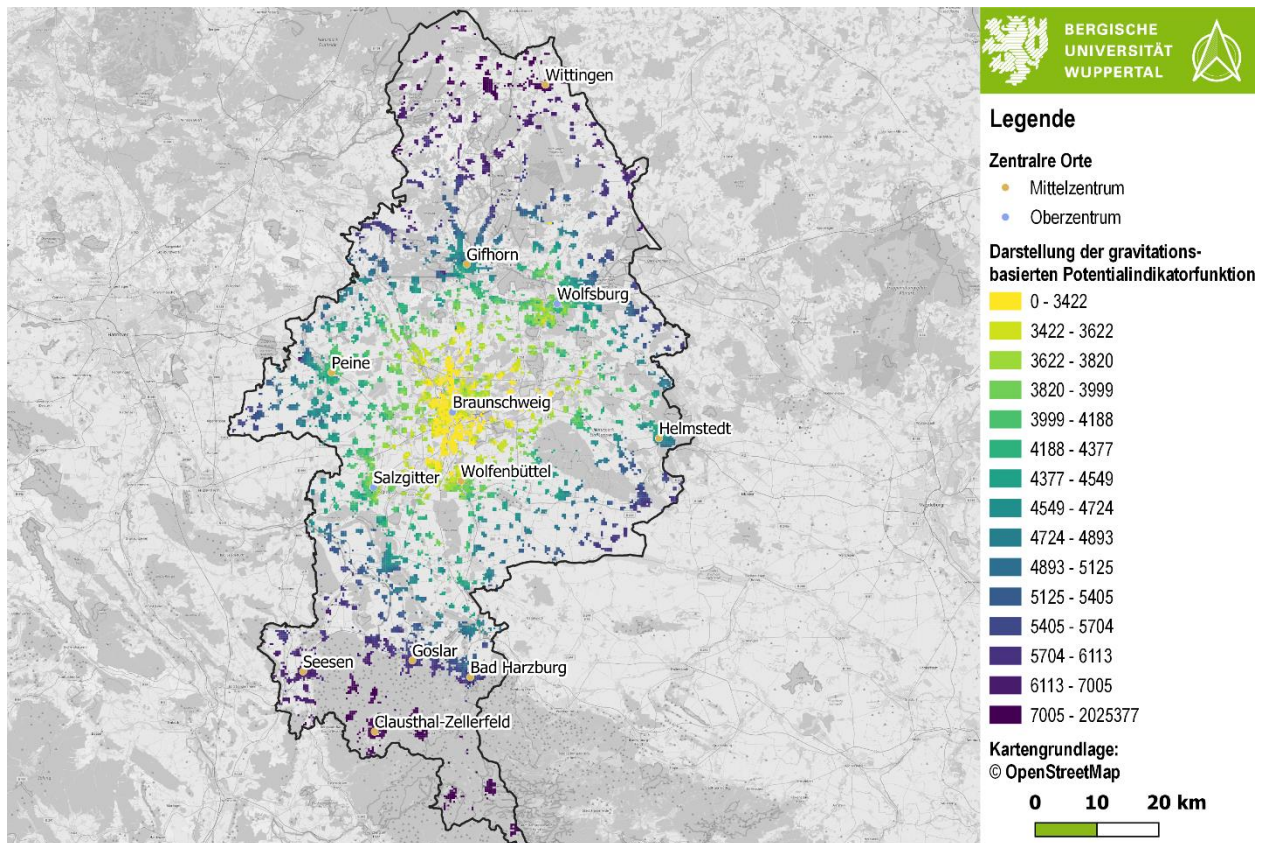 Wittingen
Gifhorn
Wolfsburg
Peine
Braunschweig
Helmstedt
Salzgitter
Wolfenbüttel
Goslar
Seesen
Bad Harzburg
Clausthal-Zellerfeld
BERGISCHE
UNIVERSITÄT
WUPPERTAL
Legende
Zentralre Orte
Mittelzentrum
Oberzentrum
Darstellung der gravitations-
basierten Potentialindikatorfunktion
0 - 3422
3422 - 3622
3622 - 3820
3820 - 3999
3999 - 4188
4188 - 4377
4377 - 4549
4549 - 4724
4724 - 4893
4893 - 5125
5125 - 5405
5405 - 5704
5704 - 6113
6113 - 7005
7005 - 2025377
Kartengrundlage:
© OpenStreetMap
0 10 20 km